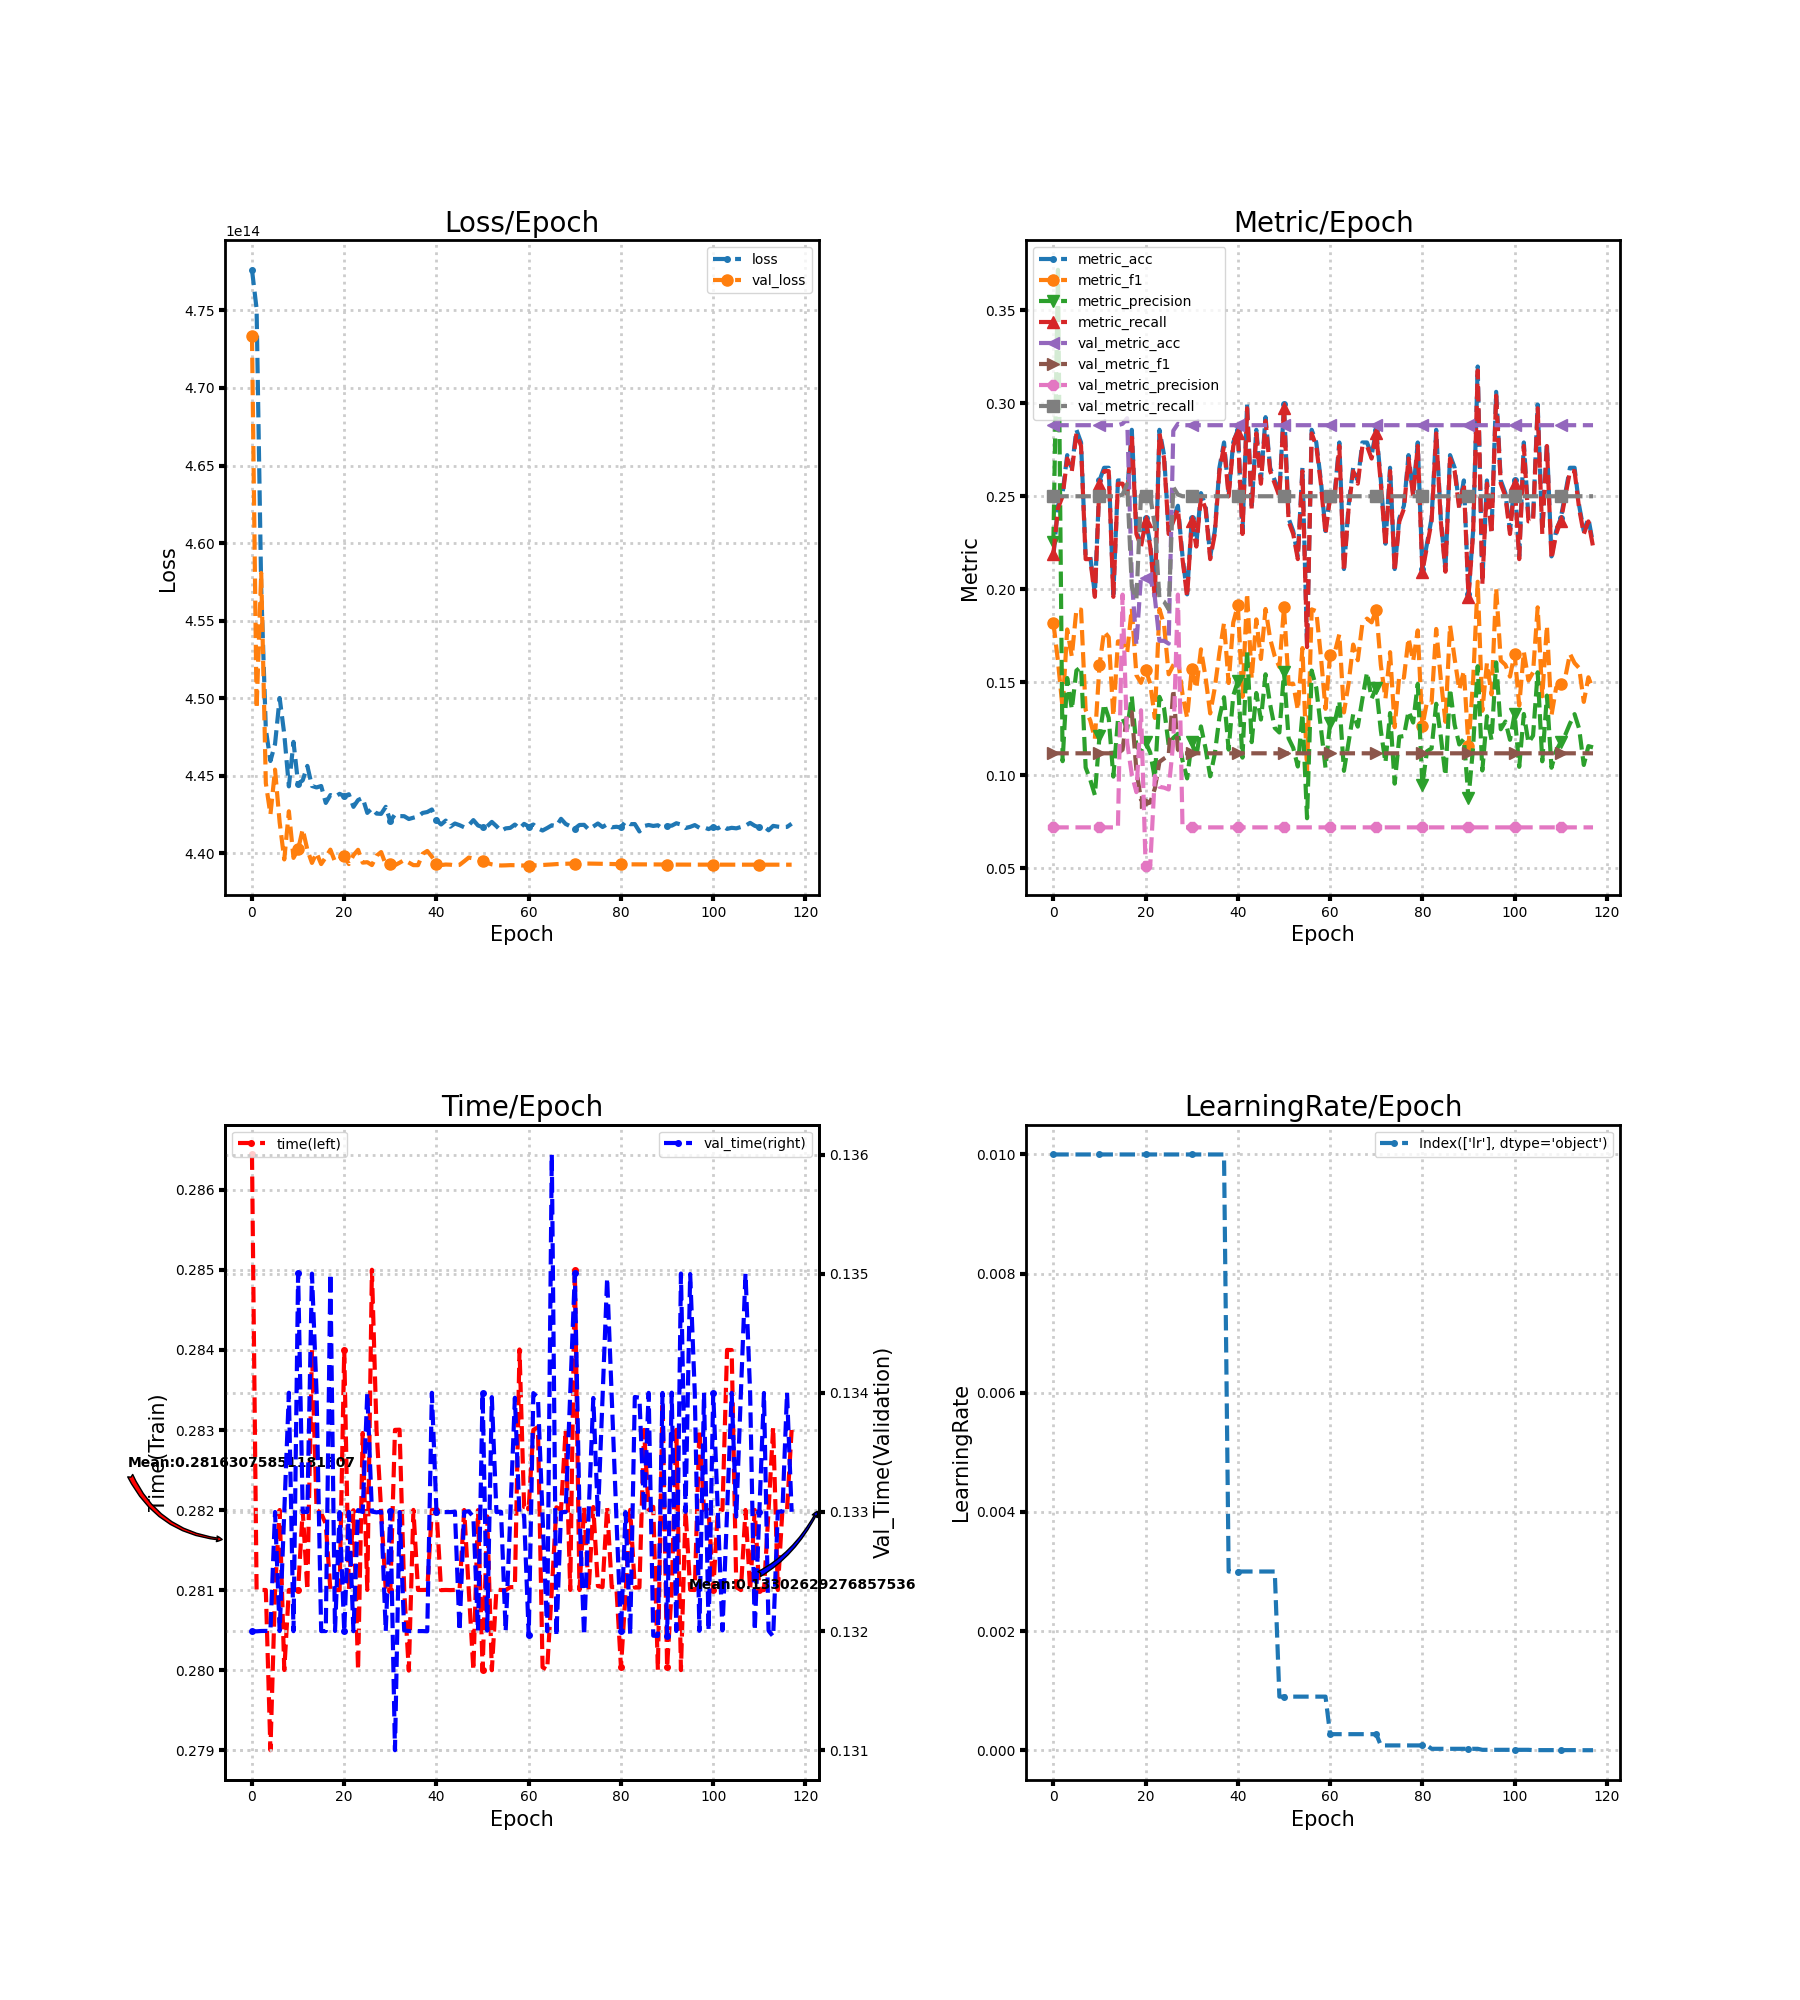 Loss/Epoch
1e14
4.75
4.70
4.65
4.60
4.55
4.50
4.45
4.40
Loss
0
20
40
60
80
100
120
Epoch
loss
val_loss
Metric/Epoch
metric_acc
metric_f1
metric_precision
metric_recall
val_metric_acc
val_metric_f1
val_metric_precision
val_metric_recall
0.35
0.30
0.25
0.20
0.15
0.10
0.05
Metric
0
20
40
60
80
100
120
Epoch
Time/Epoch
time(left)
val_time(right)
0.286
0.285
0.284
0.283
0.282
0.281
0.280
0.279
Time(Train)
0.136
0.135
0.134
0.133
0.132
0.131
Val_Time(Validation)
Mean:0.13302629276857536
0
20
40
60
80
100
120
Epoch
LearningRate/Epoch
Index(['lr'], dtype='object')
0.010
0.008
0.006
0.004
0.002
0.000
LearningRate
0
20
40
60
80
100
120
Epoch